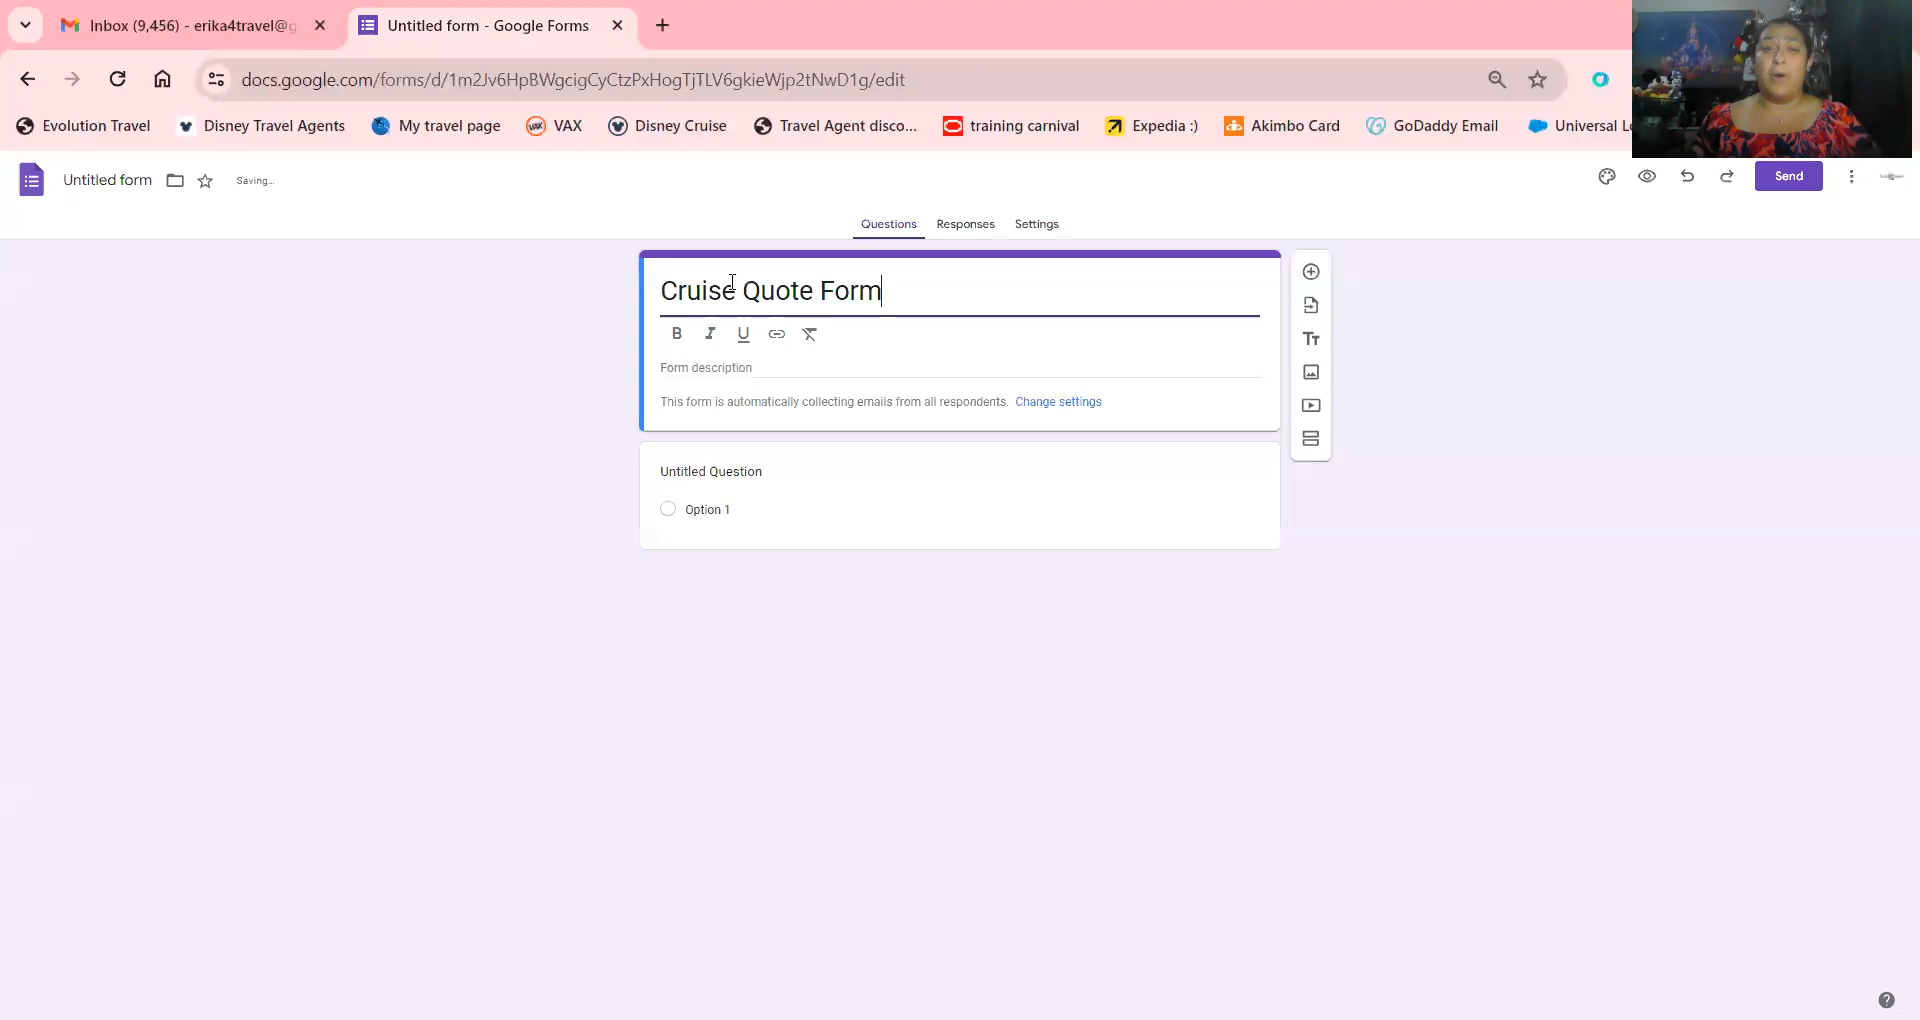 Inbox (9,456) - erika4travel@g
Untitled form - Google Forms
docs.google.com/forms/d/1m2Jv6HpBWgcigCyCtzPxHogTjTLV6gkieWjp2tNwD1g/edit
Evolution Travel
Disney Travel Agents
My travel page
VAX
Disney Cruise
Travel Agent disco...
training carnival
Expedia :)
Akimbo Card
GoDaddy Email
Universal Lo
Untitled form
Saving...
Send
Questions
Responses
Settings
Cruise Quote Form
B I U
Form description
This form is automatically collecting emails from all respondents. Change settings
Untitled Question
Option 1
Tт